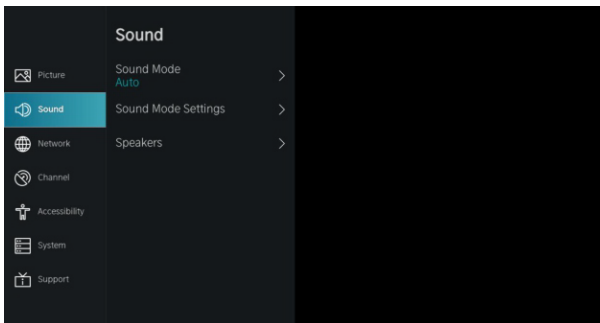 Sound
Picture
Sound
Network
Channel
Accessibility
System
Support
Sound Mode
Auto
Sound Mode Settings
Speakers